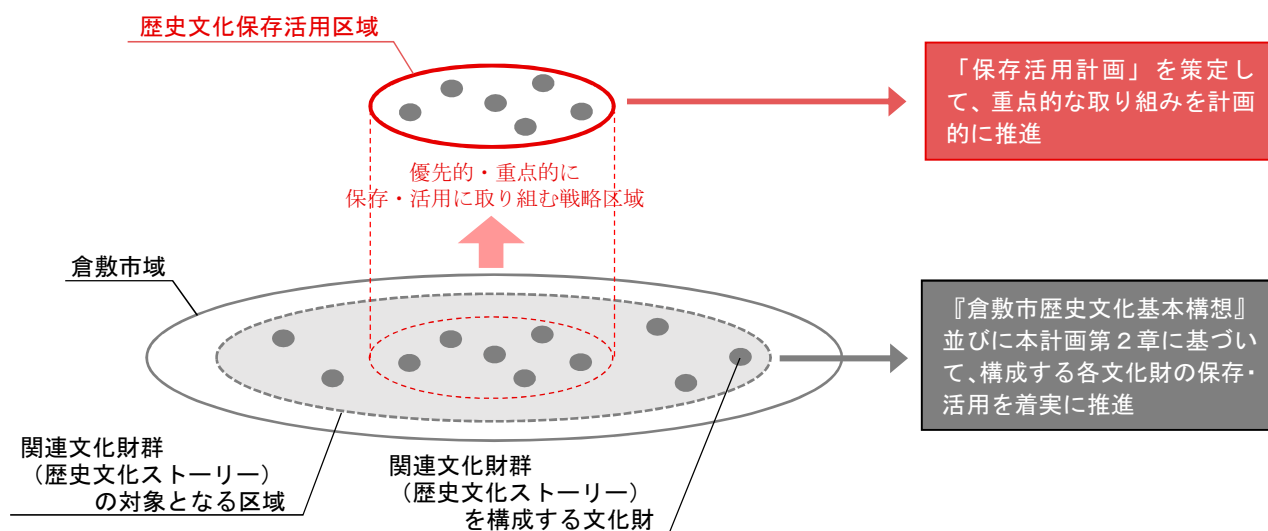 歴史文化保存活用区域
「保存活用計画」を策定し
て、重点的な取り組みを計画
的に推進
優先的・重点的に
保存・活用に取り組む戦略区域
倉敷市域
『倉敷市歴史文化基本構想』
並びに本計画第２章に基づい
て、構成する各文化財の保存・
活用を着実に推進
関連文化財群
（歴史文化ストーリー）
の対象となる区域
関連文化財群
（歴史文化ストーリー）
を構成する文化財